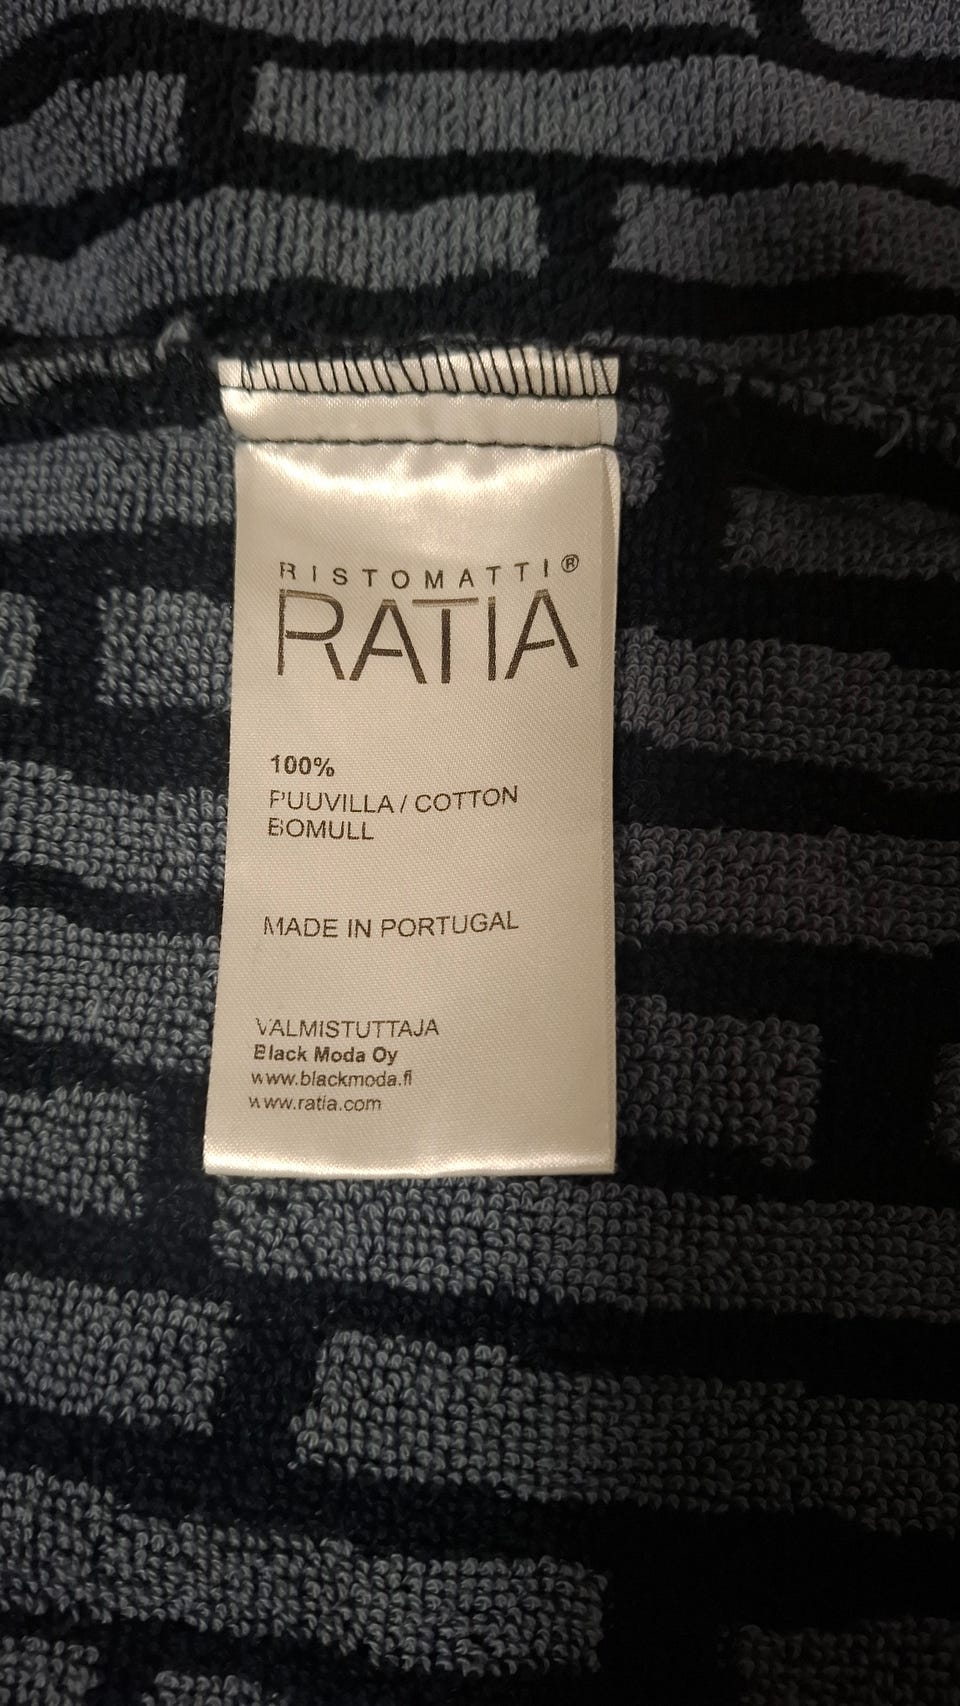 RISTOMATTI®
RATIA
100%
PUUVILLA / COTTON
BOMULL
MADE IN PORTUGAL
VALMISTUTTAJA
Black Moda Oy
www.blackmoda.fi
www.ratia.com